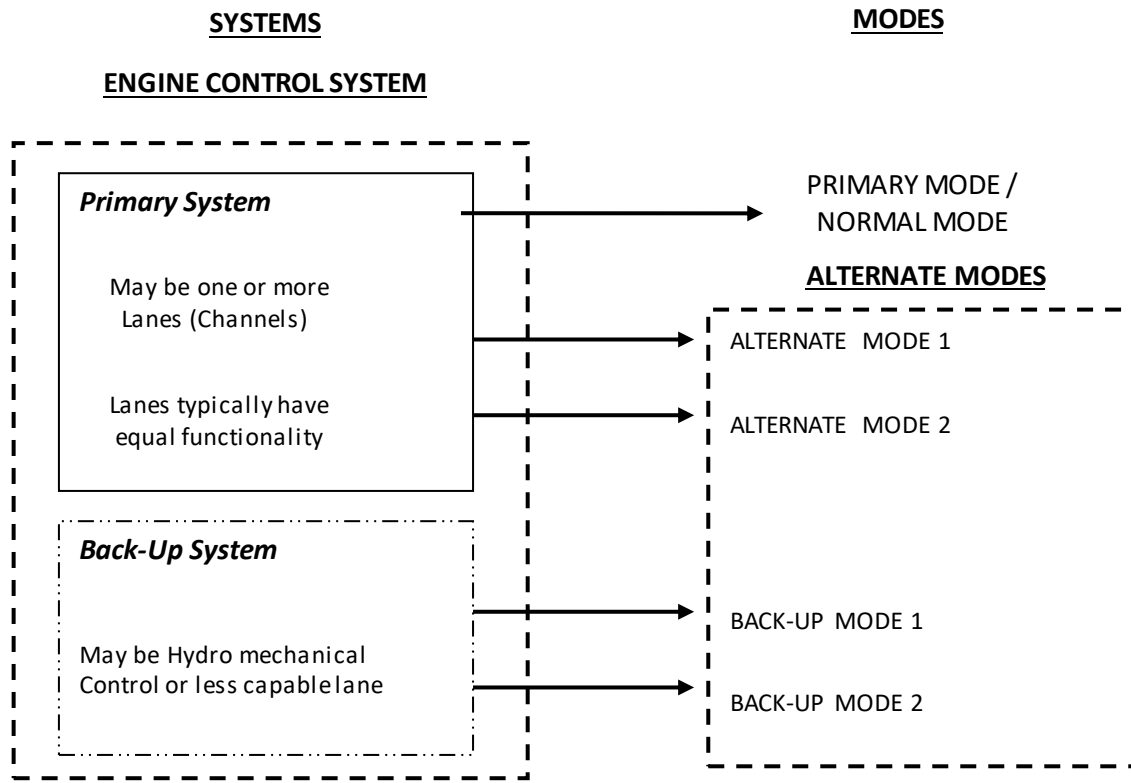 SYSTEMS
MODES
ENGINE CONTROL SYSTEM
Primary System
May be one or more
Lanes (Channels)
Lanes typically have
equal functionality
Back-Up System
May be Hydro mechanical
Control or less capable lane
PRIMARY MODE /
NORMAL MODE
ALTERNATE MODES
ALTERNATE MODE 1
ALTERNATE MODE 2
BACK-UP MODE 1
BACK-UP MODE 2